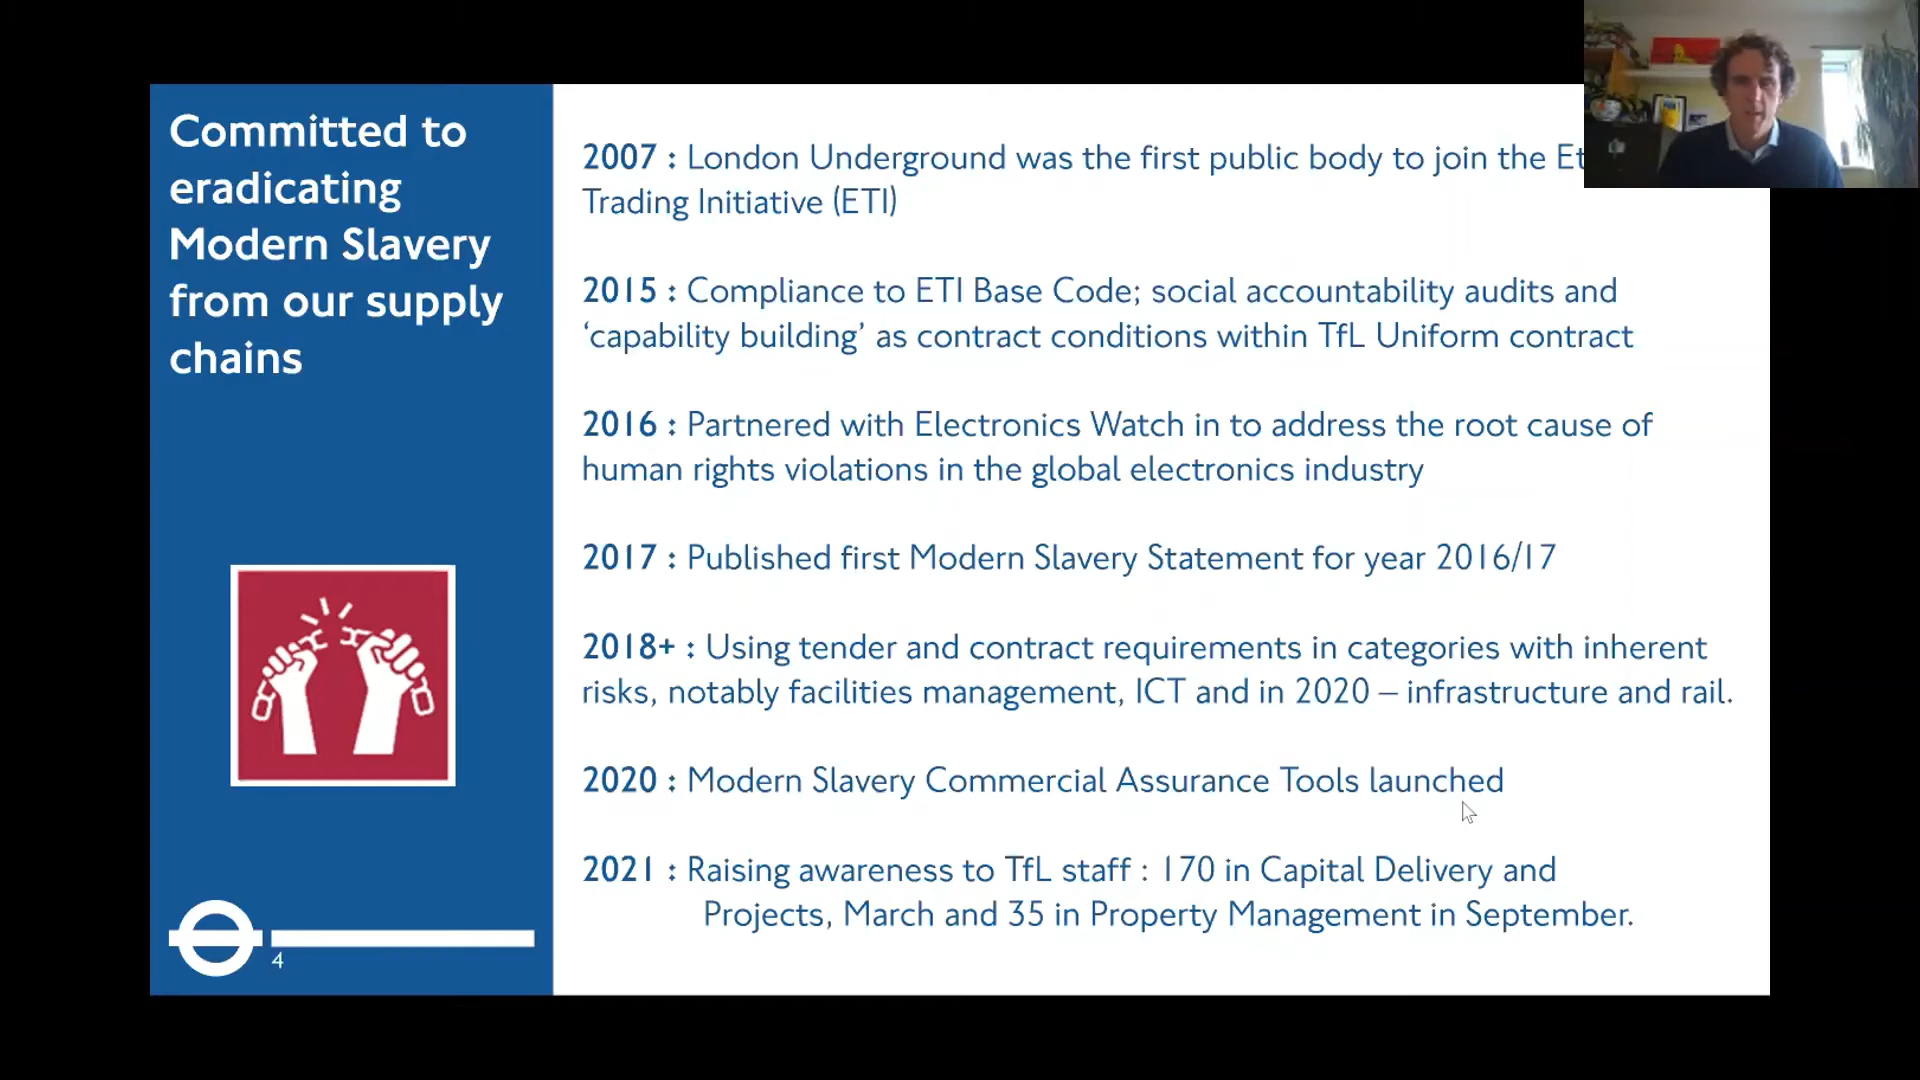 Committed to
eradicating
Modern Slavery
from our supply
chains
4
2007 : London Underground was the first public body to join the
Trading Initiative (ETI)
2015 : Compliance to ETI Base Code; social accountability audits and
‘capability building’ as contract conditions within TfL Uniform contract
2016 : Partnered with Electronics Watch in to address the root cause of
human rights violations in the global electronics industry
2017 : Published first Modern Slavery Statement for year 2016/17
2018+ : Using tender and contract requirements in categories with inherent
risks, notably facilities management, ICT and in 2020 – infrastructure and rail.
2020 : Modern Slavery Commercial Assurance Tools launched
2021 : Raising awareness to TfL staff : 170 in Capital Delivery and
Projects, March and 35 in Property Management in September.